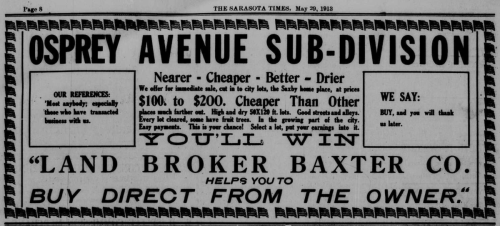 Page 8
THE SARASOTA TIMES, May 29, 1913
OSPREY AVENUE SUB-DIVISION
OUR REFERENCES:
'Most anybody; especially
those who have transacted
business with us.
Nearer - Cheaper - Better - Drier
We offer for immediate sale, cut in to city lots, the Saxby home place, at prices
$100. to $200. Cheaper Than Other
places much farther out. High and dry 50X120 ft. lots. Good streets and alleys.
Every lot cleared, some have fruit trees. In the growing part of the city.
Easy payments. This is your chance! Select a lot, put your earnings into it.
YOU'LL WIN
WE SAY:
BUY, and you will thank
us later.
"LAND BROKER BAXTER CO.
HELPS YOU TO
BUY DIRECT FROM THE OWNER."